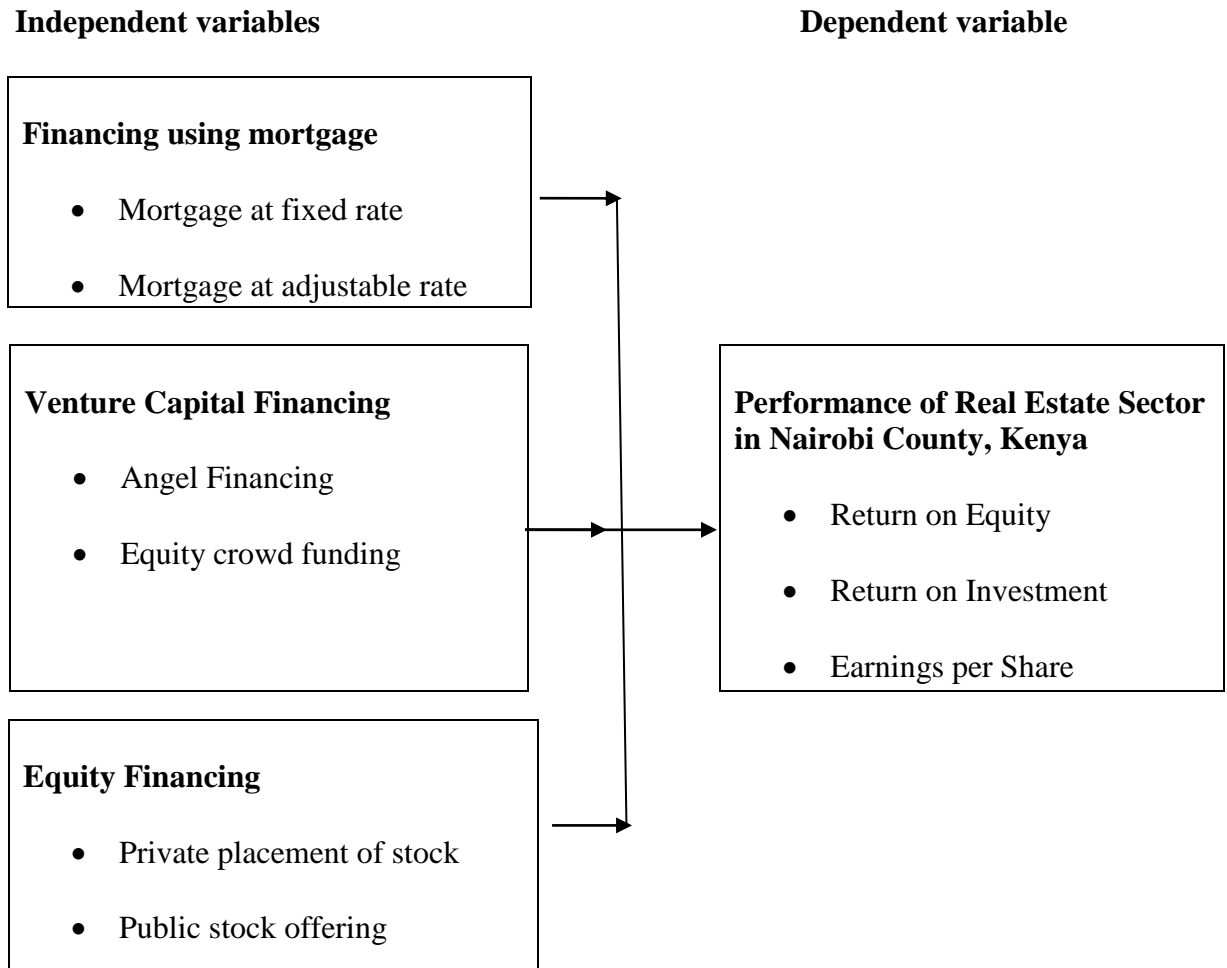 Independent variables
Dependent variable
Financing using mortgage
• Mortgage at fixed rate
• Mortgage at adjustable rate
Venture Capital Financing
• Angel Financing
• Equity crowd funding
Performance of Real Estate Sector
in Nairobi County, Kenya
• Return on Equity
• Return on Investment
• Earnings per Share
Equity Financing
• Private placement of stock
• Public stock offering